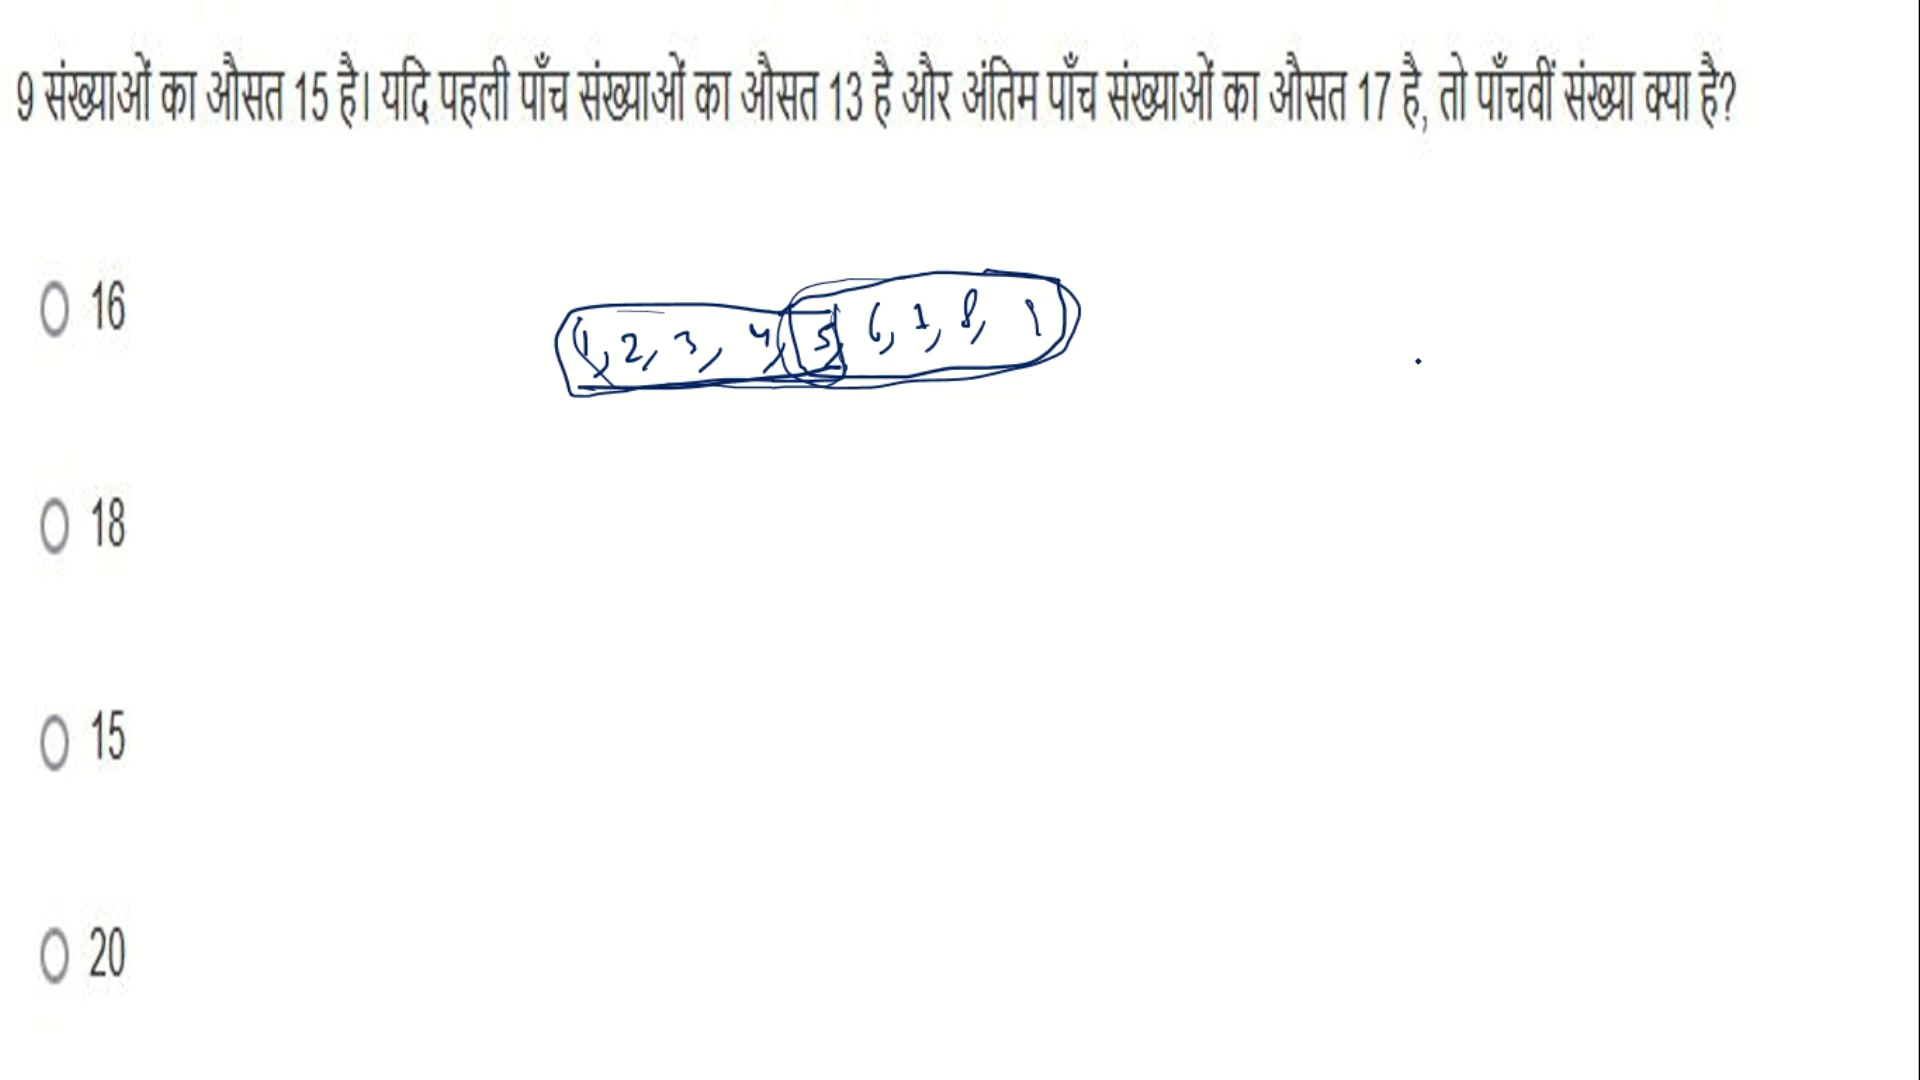 9 संख्याओं का औसत 15 है। यदि पहली पाँच संख्याओं का औसत 13 है और अंतिम पाँच संख्याओं का औसत 17 है, तो पाँचवीं संख्या क्या है?
16
1, 2, 3, 4, 5, 6, 7, 8, 9
18
15
20